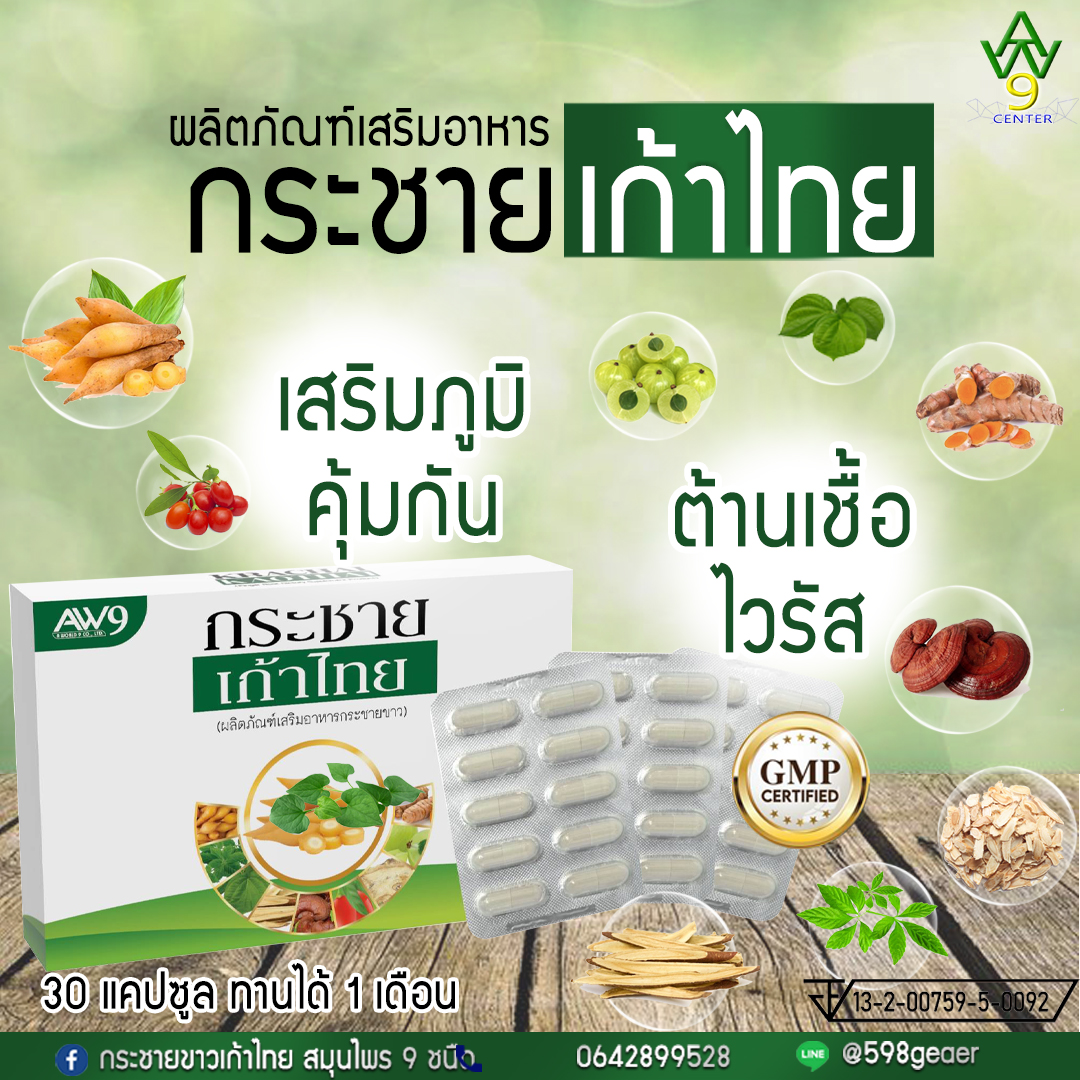 AW
9
CENTER
ผลิตภัณฑ์เสริมอาหาร
กระชาย เก้าไทย
เสริมภูมิ
คุ้มกัน
ต้านเชื้อ
ไวรัส
AW9
กระชาย
เก้าไทย
(ผลิตภัณฑ์เสริมอาหารกระชายขาว)
GMP
CERTIFIED
30 แคปซูล ทานได้ 1 เดือน
13-2-00759-5-0092
กระชายขาวเก้าไทย สมุนไพร 9 ชนิด 0642899528 LINE @598geaer